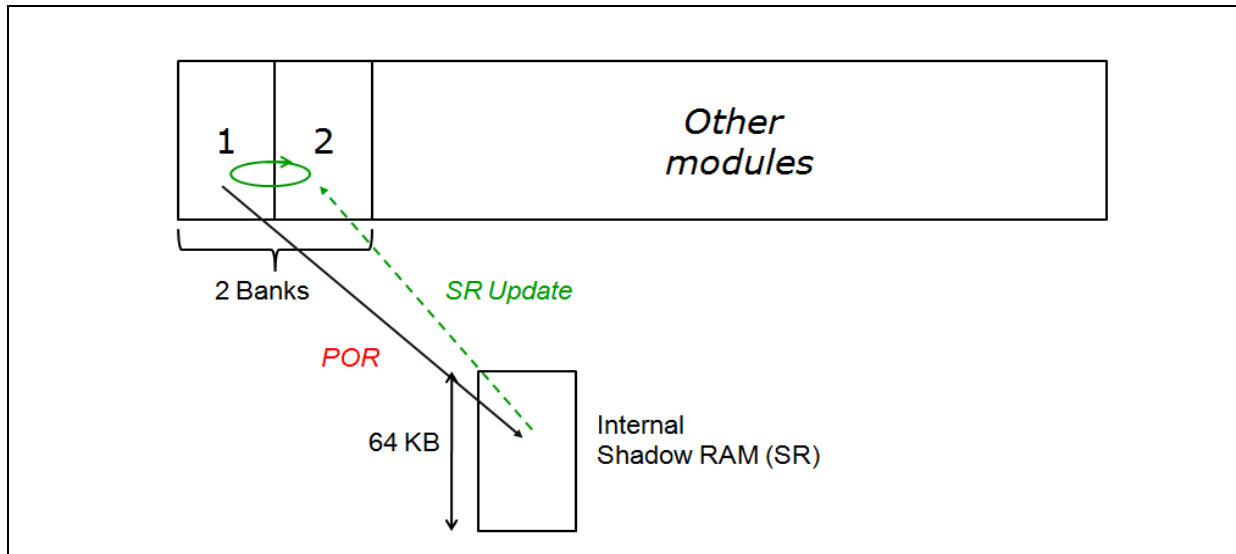 1
2
Other
modules
2 Banks
SR Update
POR
64 KB
Internal
Shadow RAM (SR)